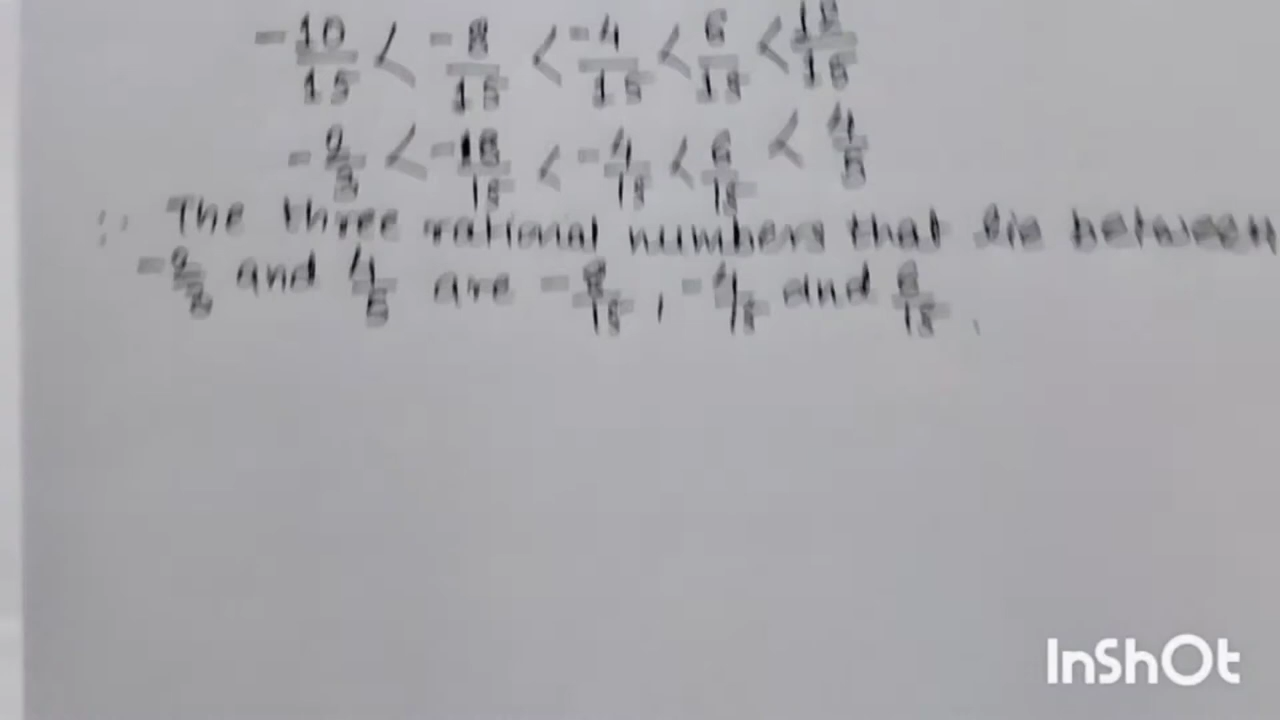 -10/15 < -8/15 < -4/15 < 6/15 < 12/15
-2/3 < < -4/15 < 6/15 < 4/5
∴ The three rational numbers that lie between
-2/3 and 4/5 are -8/15, -4/15 and 6/15.
InShOt